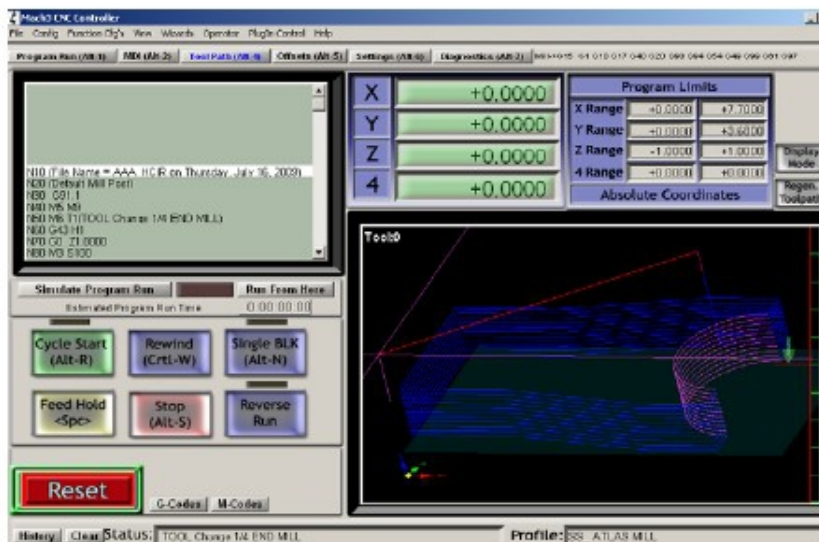 Mach3 CNC Controller
File Config Function Cfg's View Wizards Operator PlugIn Control Help
Program Run (Alt-1) MDI (Alt-2) Tool Path (Alt-4) Offsets (Alt-5) Settings (Alt-6) Diagnostics (Alt-7)
N10 (File Name = AAA_HCIR on Thursday, July 16, 2009)
N20 (Default Mill Post)
N30 G91.1
N40 M5 M9
N50 M6 T1(TOOL Change 1/4 END MILL)
N60 G43 H1
N70 G0 Z1.0000
N80 M3 S100
X +0.0000
Y +0.0000
Z +0.0000
4 +0.0000
Program Limits
X Range +0.0000 +7.7000
Y Range +0.0000 +3.6000
Z Range -1.0000 +1.0000
4 Range +0.0000 +0.0000
Absolute Coordinates
Display
Mode
Regen.
Toolpath
Tool:0
Simulate Program Run Run From Here
Estimated Program Run Time 0:00:00:00
Cycle Start
(Alt-R)
Rewind
(Crtl-W)
Single BLK
(Alt-N)
Feed Hold
<Spc>
Stop
(Alt-S)
Reverse
Run
Reset
G-Codes M-Codes
History Clear Status: TOOL Change 1/4 END MILL Profile: ATLAS MILL